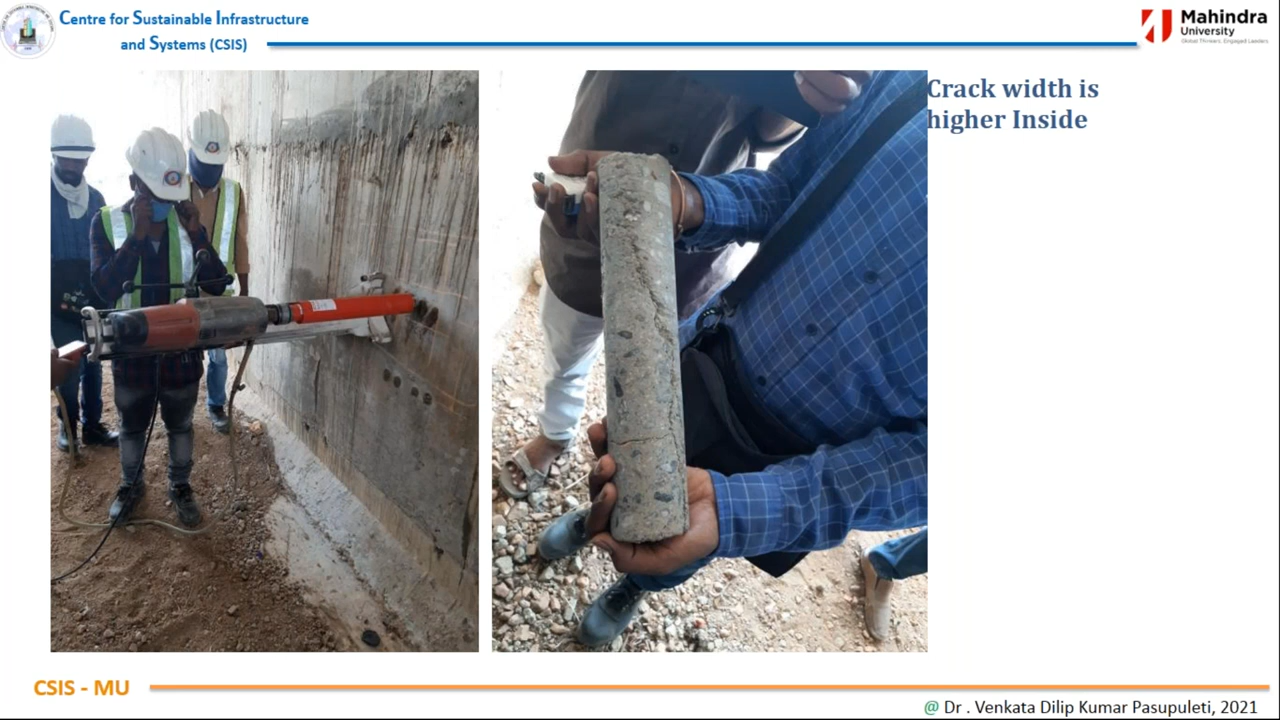 Centre for Sustainable Infrastructure
and Systems (CSIS)
Mahindra
University
Global Thinkers, Engaged Leaders
Crack width is
higher Inside
CSIS - MU
@ Dr . Venkata Dilip Kumar Pasupuleti, 2021